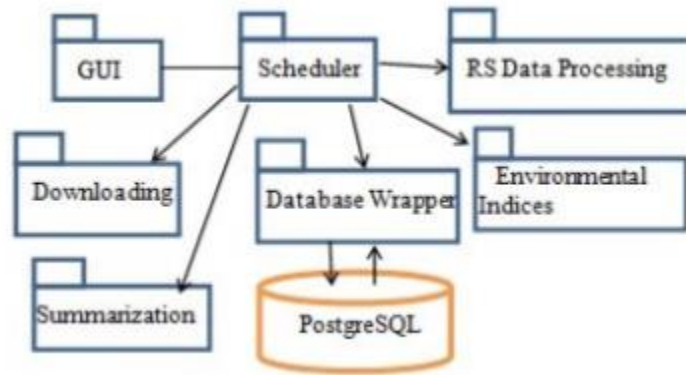 GUI
Scheduler
RS Data Processing
Downloading
Database Wrapper
Environmental
Indices
Summarization
PostgreSQL